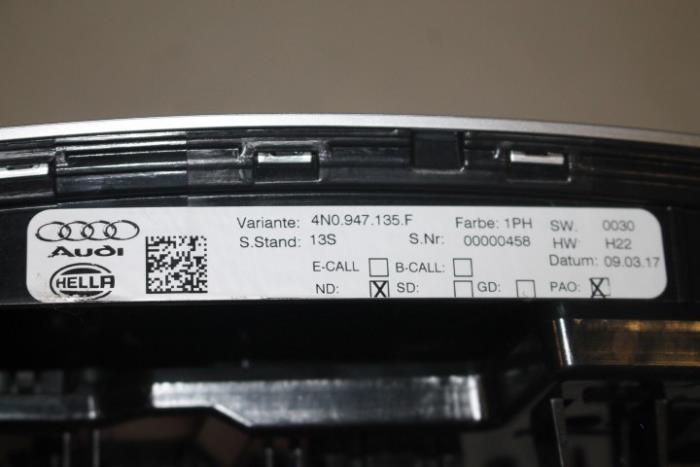 Audi
HELLA
Variante: 4N0.947.135.F Farbe: 1PH SW. 0030
S.Stand: 13S S.Nr: 00000458 HW: H22
Datum: 09.03.17
E-CALL B-CALL:
ND: X SD: GD: PAO: X